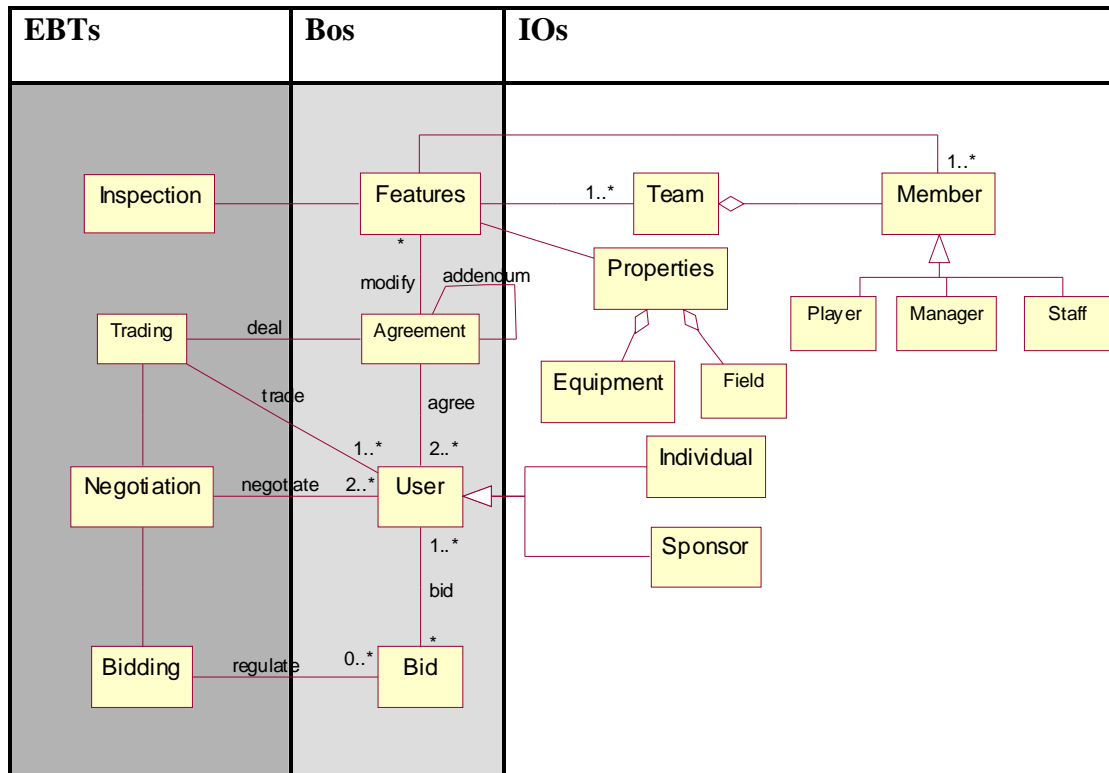 EBTs
Bos
IOs
1..*
Inspection
Features
1..*
Team
Member
*
Properties
modify
addendum
Trading
deal
Agreement
Player
Manager
Staff
Equipment
Field
trade
agree
1..*
2..*
Individual
Negotiation
negotiate
2..*
User
Sponsor
1..*
bid
*
Bidding
regulate
0..*
Bid